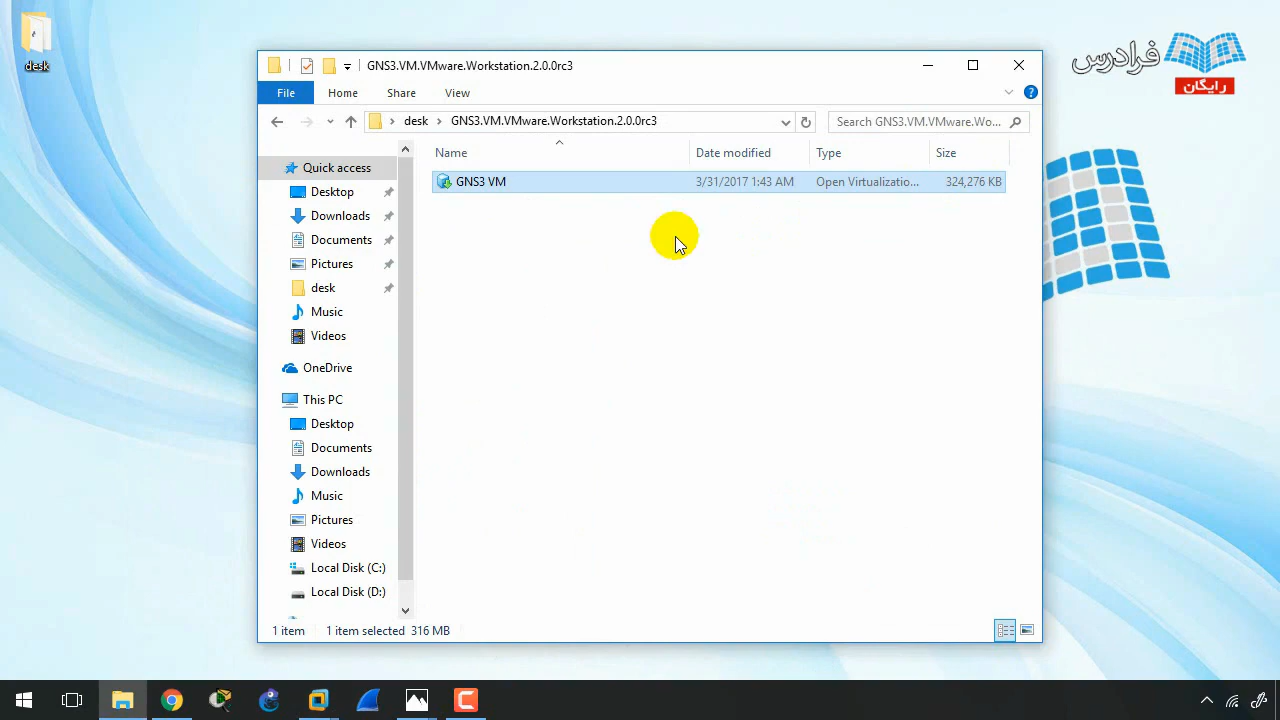 desk
فرادرس
رایگان
GNS3.VM.VMware.Workstation.2.0.0rc3
File Home Share View
desk GNS3.VM.VMware.Workstation.2.0.0rc3
Search GNS3.VM.VMware.Wo...
Name Date modified Type Size
GNS3 VM 3/31/2017 1:43 AM Open Virtualizatio... 324,276 KB
Quick access
Desktop
Downloads
Documents
Pictures
desk
Music
Videos
OneDrive
This PC
Desktop
Documents
Downloads
Music
Pictures
Videos
Local Disk (C:)
Local Disk (D:)
1 item 1 item selected 316 MB